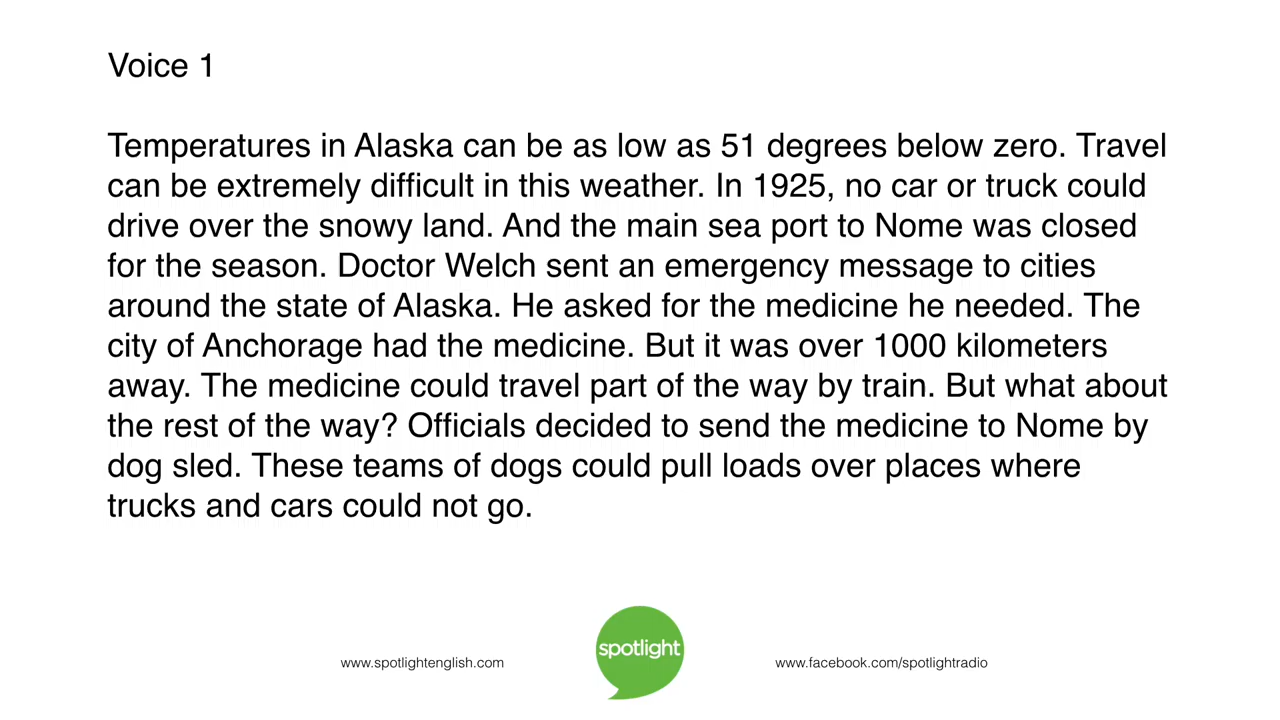 Voice 1
Temperatures in Alaska can be as low as 51 degrees below zero. Travel
can be extremely difficult in this weather. In 1925, no car or truck could
drive over the snowy land. And the main sea port to Nome was closed
for the season. Doctor Welch sent an emergency message to cities
around the state of Alaska. He asked for the medicine he needed. The
city of Anchorage had the medicine. But it was over 1000 kilometers
away. The medicine could travel part of the way by train. But what about
the rest of the way? Officials decided to send the medicine to Nome by
dog sled. These teams of dogs could pull loads over places where
trucks and cars could not go.
www.spotlightenglish.com
spotlight
www.facebook.com/spotlightradio